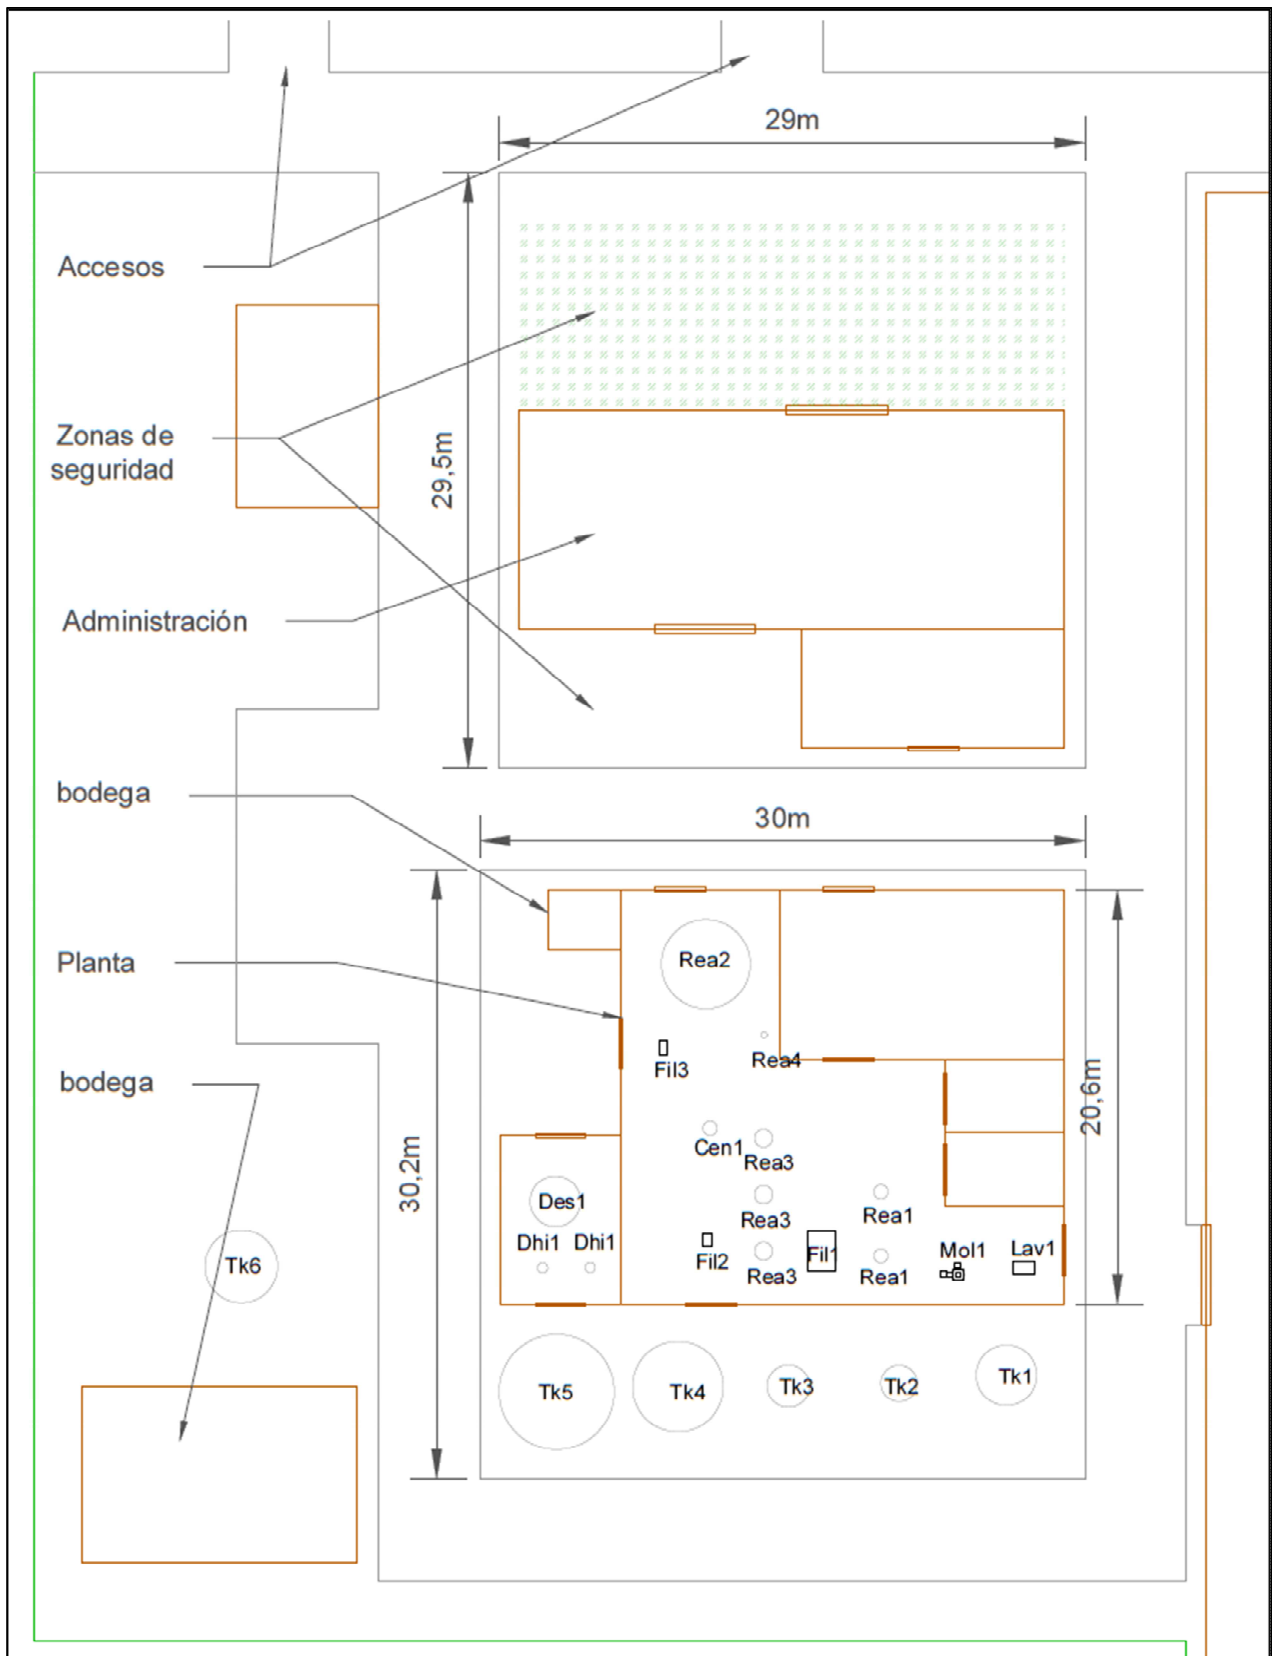 29m
Accesos
Zonas de
seguridad
29,5m
Administración
bodega
30m
Planta
Rea2
Fil3
Rea4
bodega
20,6m
30,2m
Cen1
Rea3
Des1
Rea3
Rea1
Dhi1
Dhi1
Fil2
Fil1
Mol1
Lav1
Tk6
Rea3
Rea1
Tk5
Tk4
Tk3
Tk2
Tk1